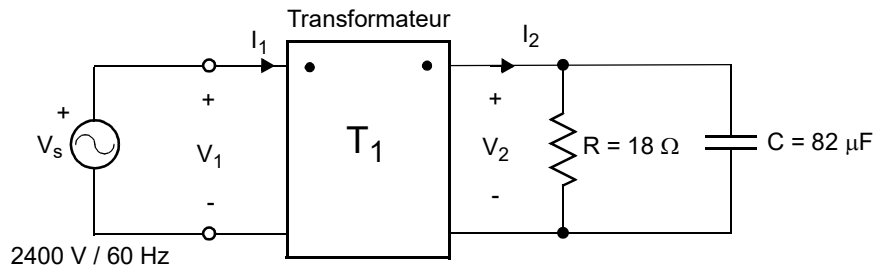 Transformateur
I1
I2
+
+
+
Vs
V1
T1
V2
R = 18 Ω
C = 82 µF
-
-
2400 V / 60 Hz